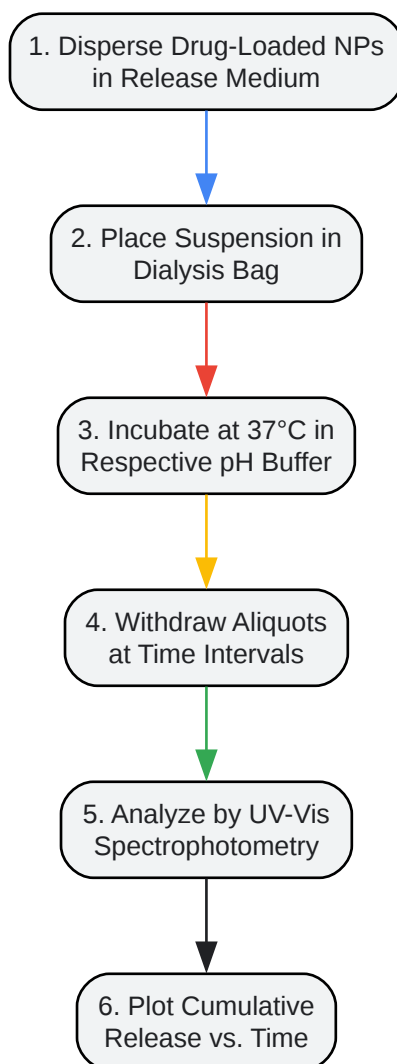 1. Disperse Drug-Loaded NPs
in Release Medium
2. Place Suspension in
Dialysis Bag
3. Incubate at 37°C in
Respective pH Buffer
4. Withdraw Aliquots
at Time Intervals
5. Analyze by UV-Vis
Spectrophotometry
6. Plot Cumulative
Release vs. Time